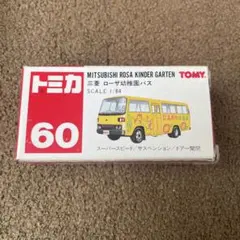 トミカ
MITSUBISHI ROSA KINDER GARTEN
TOMY
三菱 ローザ幼稚園バス
SCALE 1/88
60
スーパースピード/サスペンション/ドアー開閉